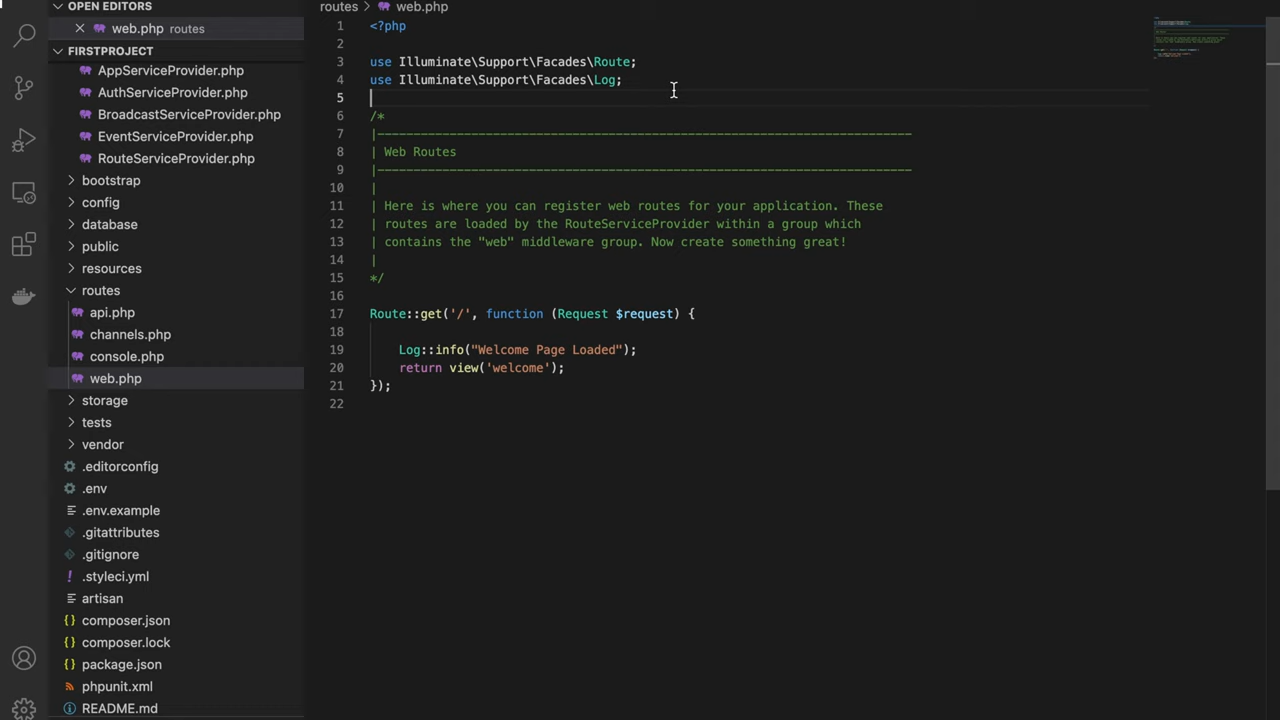 OPEN EDITORS
web.php routes
FIRSTPROJECT
AppServiceProvider.php
AuthServiceProvider.php
BroadcastServiceProvider.php
EventServiceProvider.php
RouteServiceProvider.php
bootstrap
config
database
public
resources
routes
api.php
channels.php
console.php
web.php
storage
tests
vendor
.editorconfig
.env
.env.example
.gitattributes
.gitignore
.styleci.yml
artisan
composer.json
composer.lock
package.json
phpunit.xml
README.md
routes > web.php
1 <?php
2
3 use Illuminate\Support\Facades\Route;
4 use Illuminate\Support\Facades\Log;
5
6 /*
7 |--------------------------------------------------------------------------
8 | Web Routes
9 |--------------------------------------------------------------------------
10 |
11 | Here is where you can register web routes for your application. These
12 | routes are loaded by the RouteServiceProvider within a group which
13 | contains the "web" middleware group. Now create something great!
14 |
15 */
16
17 Route::get('/', function (Request $request) {
18
19 Log::info("Welcome Page Loaded");
20 return view('welcome');
21 });
22